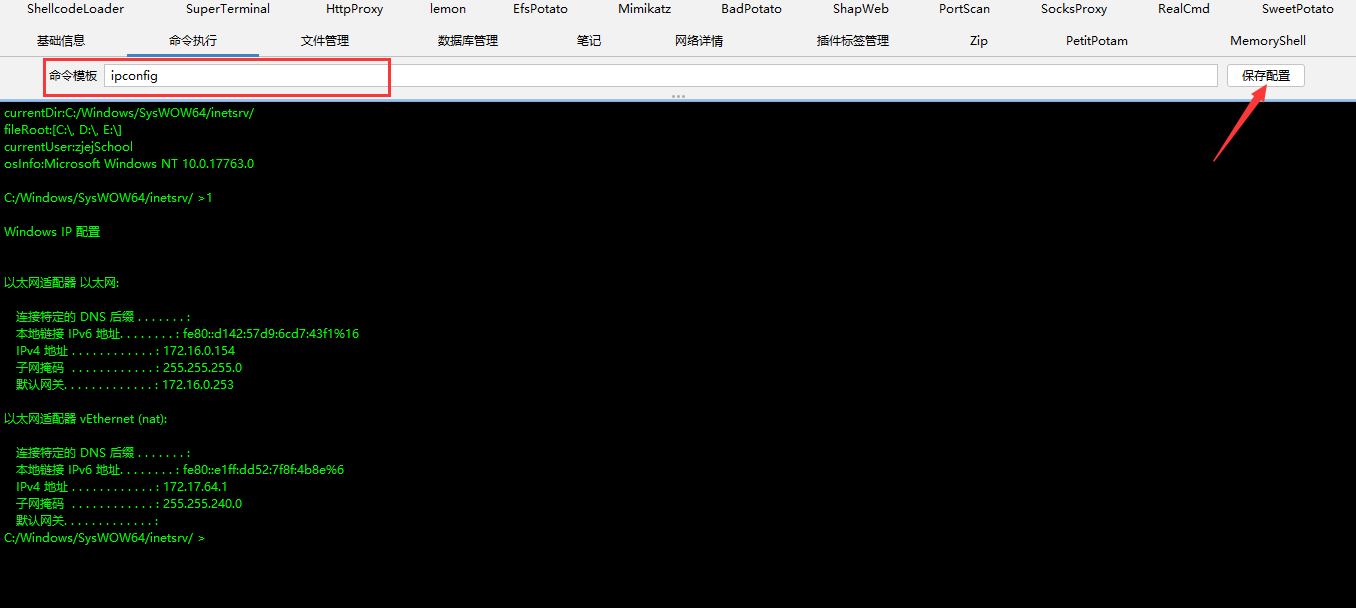 ShellcodeLoader SuperTerminal HttpProxy lemon EfsPotato Mimikatz BadPotato ShapWeb PortScan SocksProxy RealCmd SweetPotato
基础信息 命令执行 文件管理 数据库管理 笔记 网络详情 插件标签管理 Zip PetitPotam MemoryShell
命令模板 ipconfig 保存配置
currentDir:C:/Windows/SysWOW64/inetsrv/
fileRoot:[C:\, D:\, E:\]
currentUser:zjejSchool
osInfo:Microsoft Windows NT 10.0.17763.0
C:/Windows/SysWOW64/inetsrv/ >1
Windows IP 配置
以太网适配器 以太网:
连接特定的 DNS 后缀 . . . . . . . :
本地链接 IPv6 地址. . . . . . . . : fe80::d142:57d9:6cd7:43f1%16
IPv4 地址 . . . . . . . . . . . . : 172.16.0.154
子网掩码 . . . . . . . . . . . . : 255.255.255.0
默认网关. . . . . . . . . . . . . : 172.16.0.253
以太网适配器 vEthernet (nat):
连接特定的 DNS 后缀 . . . . . . . :
本地链接 IPv6 地址. . . . . . . . : fe80::e1ff:dd52:7f8f:4b8e%6
IPv4 地址 . . . . . . . . . . . . : 172.17.64.1
子网掩码 . . . . . . . . . . . . : 255.255.240.0
默认网关. . . . . . . . . . . . . :
C:/Windows/SysWOW64/inetsrv/ >